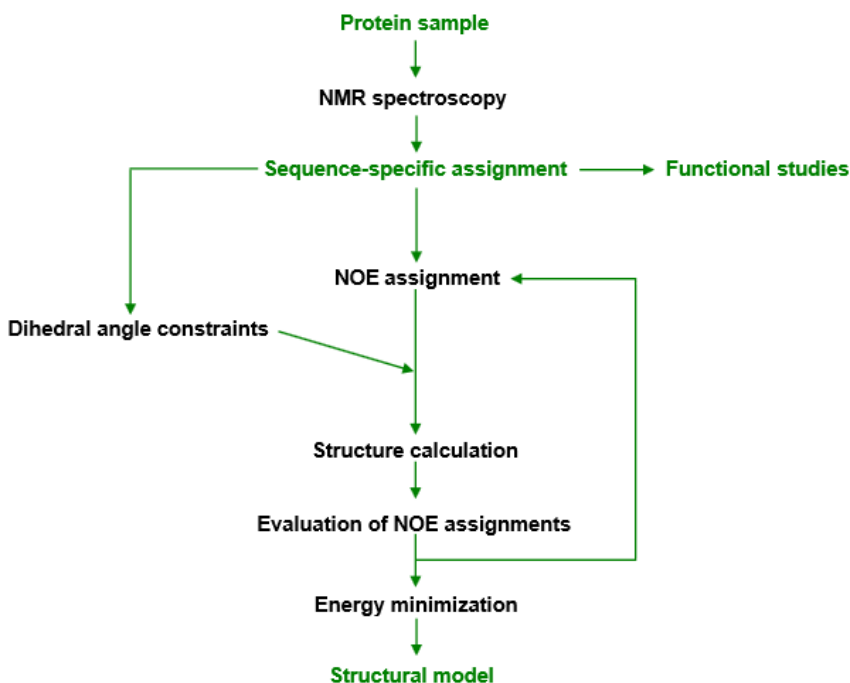 Protein sample
NMR spectroscopy
Sequence-specific assignment
Functional studies
NOE assignment
Dihedral angle constraints
Structure calculation
Evaluation of NOE assignments
Energy minimization
Structural model